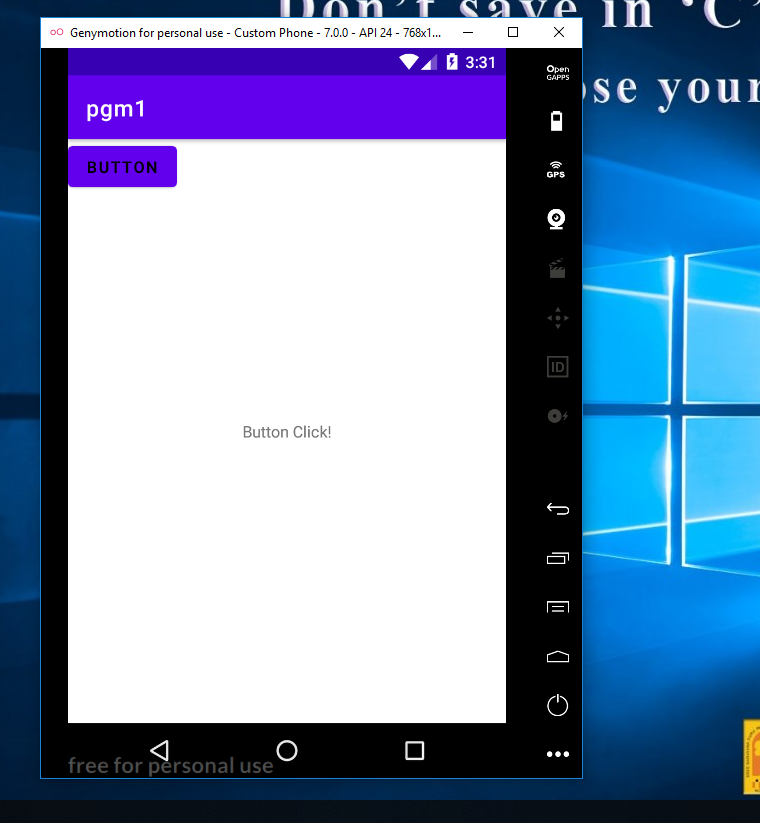 Don't save in 'C'
Genymotion for personal use - Custom Phone - 7.0.0 - API 24 - 768x1...
your
3:31
Open
GAPPS
pgm1
BUTTON
GPS
ID
Button Click!
free for personal use